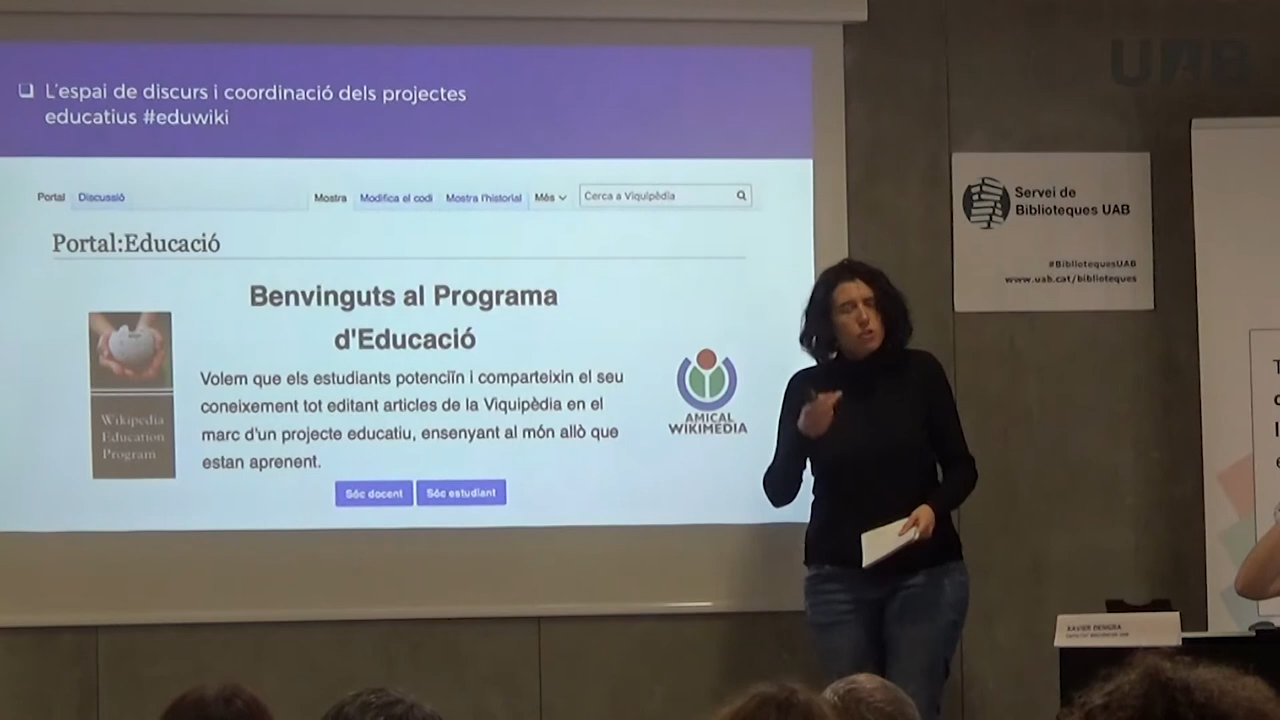 L'espai de discurs i coordinació dels projectes
educatius #eduwiki
Portal Discussió Mostra Modifica el codi Mostra l'historial Més Cerca a Viquipèdia
Portal:Educació
Benvinguts al Programa
d'Educació
Volem que els estudiants potenciïn i comparteixin el seu
coneixement tot editant articles de la Viquipèdia en el
marc d'un projecte educatiu, ensenyant al món allò que
estan aprenent.
Sóc docent Sóc estudiant
Wikipedia
Education
Program
AMICAL
WIKIMEDIA
UAB
Servei de
Biblioteques UAB
#BibliotequesUAB
www.uab.cat/biblioteques
XAVIER DENGRA